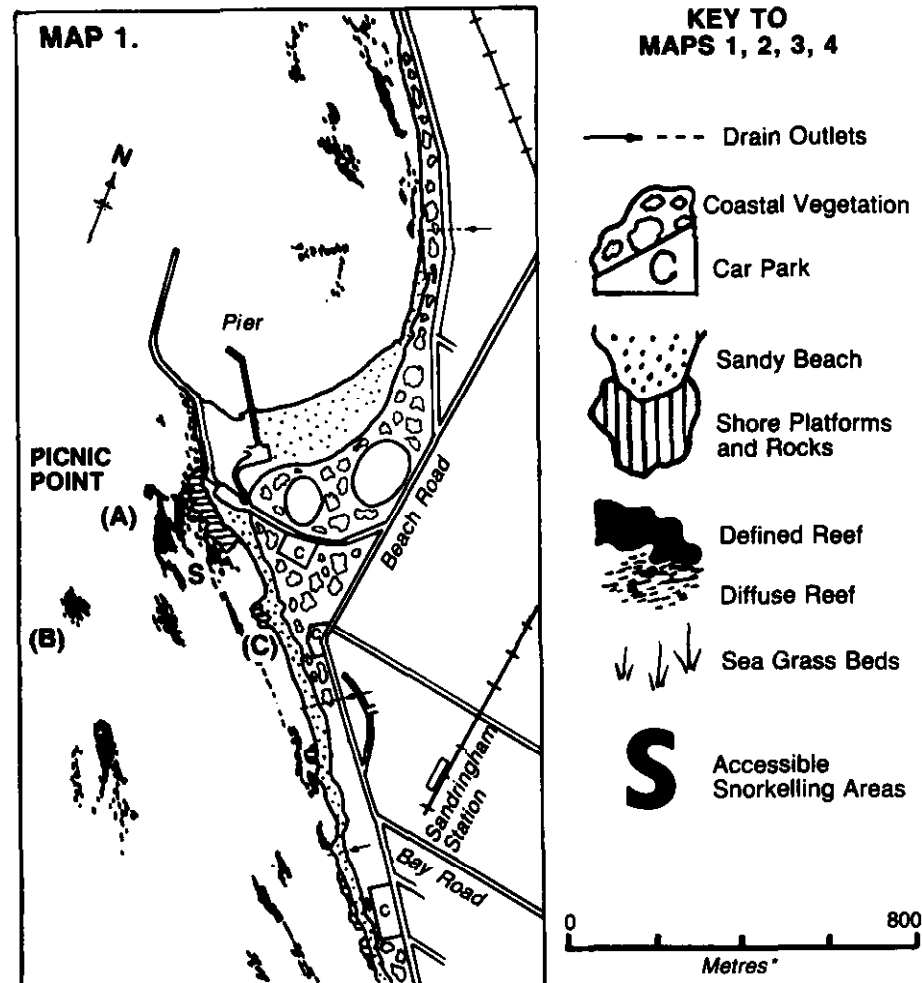 MAP 1.
N
Pier
PICNIC
POINT
(A)
S
(B)
(C)
C
C
C
Beach Road
Sandringham
Station
Bay Road
KEY TO
MAPS 1, 2, 3, 4
Drain Outlets
Coastal Vegetation
C
Car Park
Sandy Beach
Shore Platforms
and Rocks
Defined Reef
Diffuse Reef
Sea Grass Beds
S
Accessible
Snorkelling Areas
0
800
Metres*